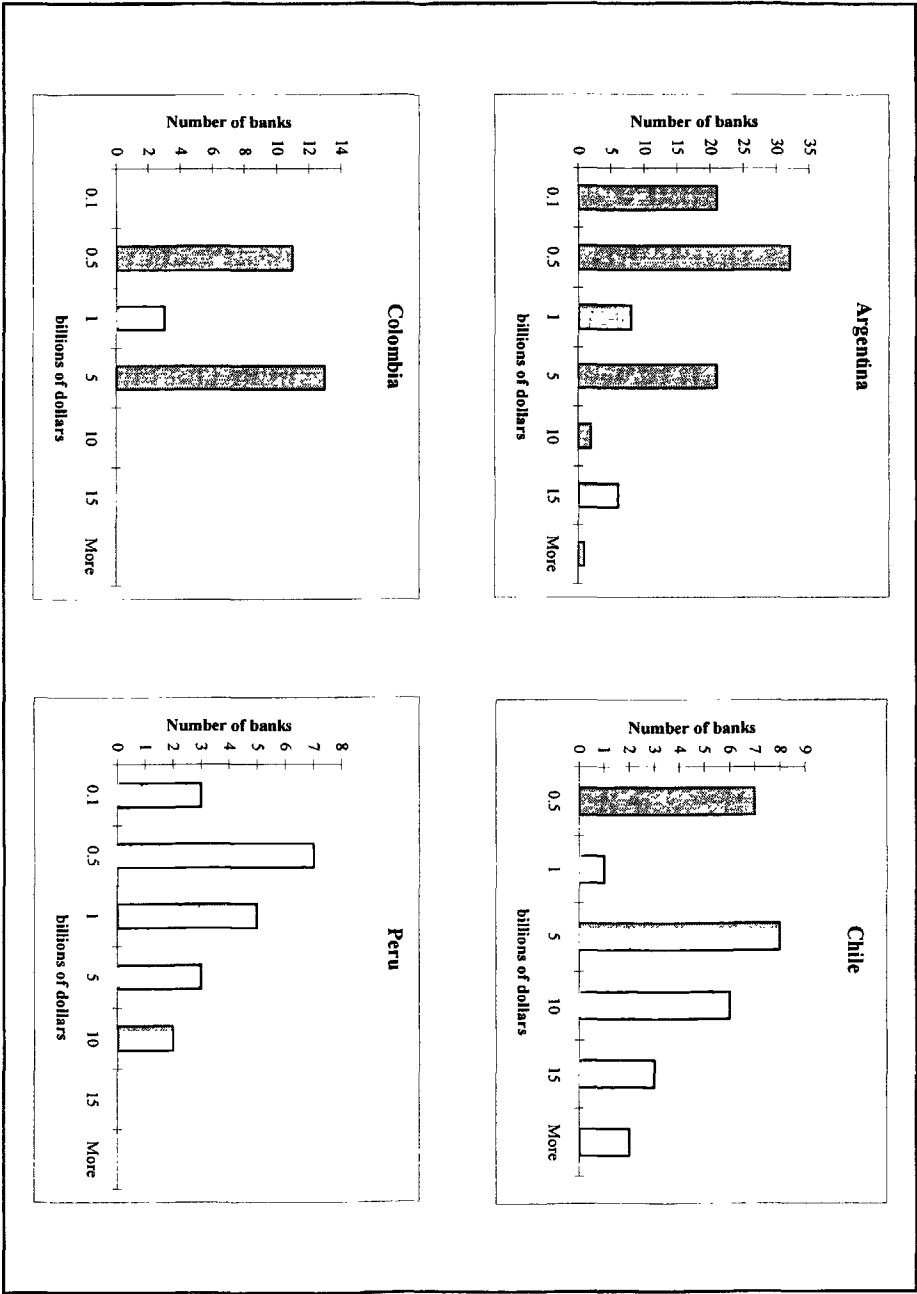 Argentina
Number of banks
35
30
25
20
15
10
5
0
0.1 0.5 1 5 10 15 More
billions of dollars
Chile
Number of banks
9
8
7
6
5
4
3
2
1
0
0.5 1 5 10 15 More
billions of dollars
Colombia
Number of banks
14
12
10
8
6
4
2
0
0.1 0.5 1 5 10 15 More
billions of dollars
Peru
Number of banks
8
7
6
5
4
3
2
1
0
0.1 0.5 1 5 10 15 More
billions of dollars